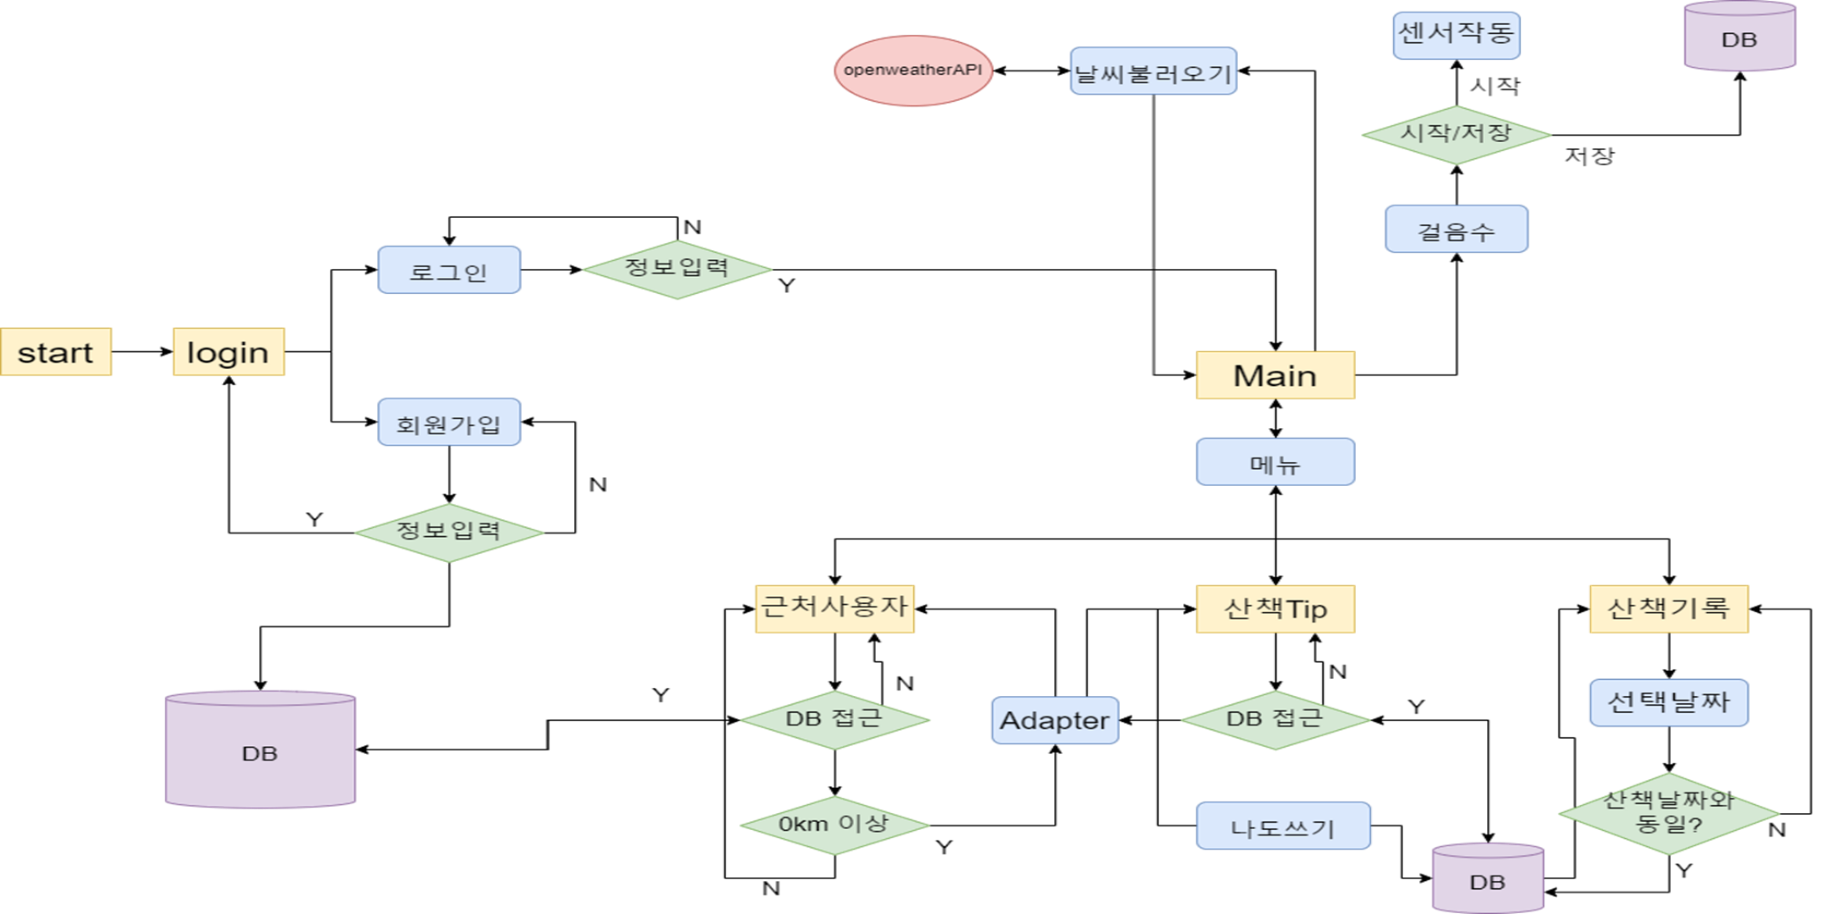 센서작동
DB
openweatherAPI
날씨불러오기
시작
시작/저장
저장
걸음수
N
로그인
정보입력
Y
start
login
Main
회원가입
메뉴
N
Y
정보입력
근처사용자
산책Tip
산책기록
N
N
Y
선택날짜
DB 접근
Adapter
DB 접근
Y
DB
산책날짜와
동일?
0km 이상
나도쓰기
N
Y
Y
N
DB